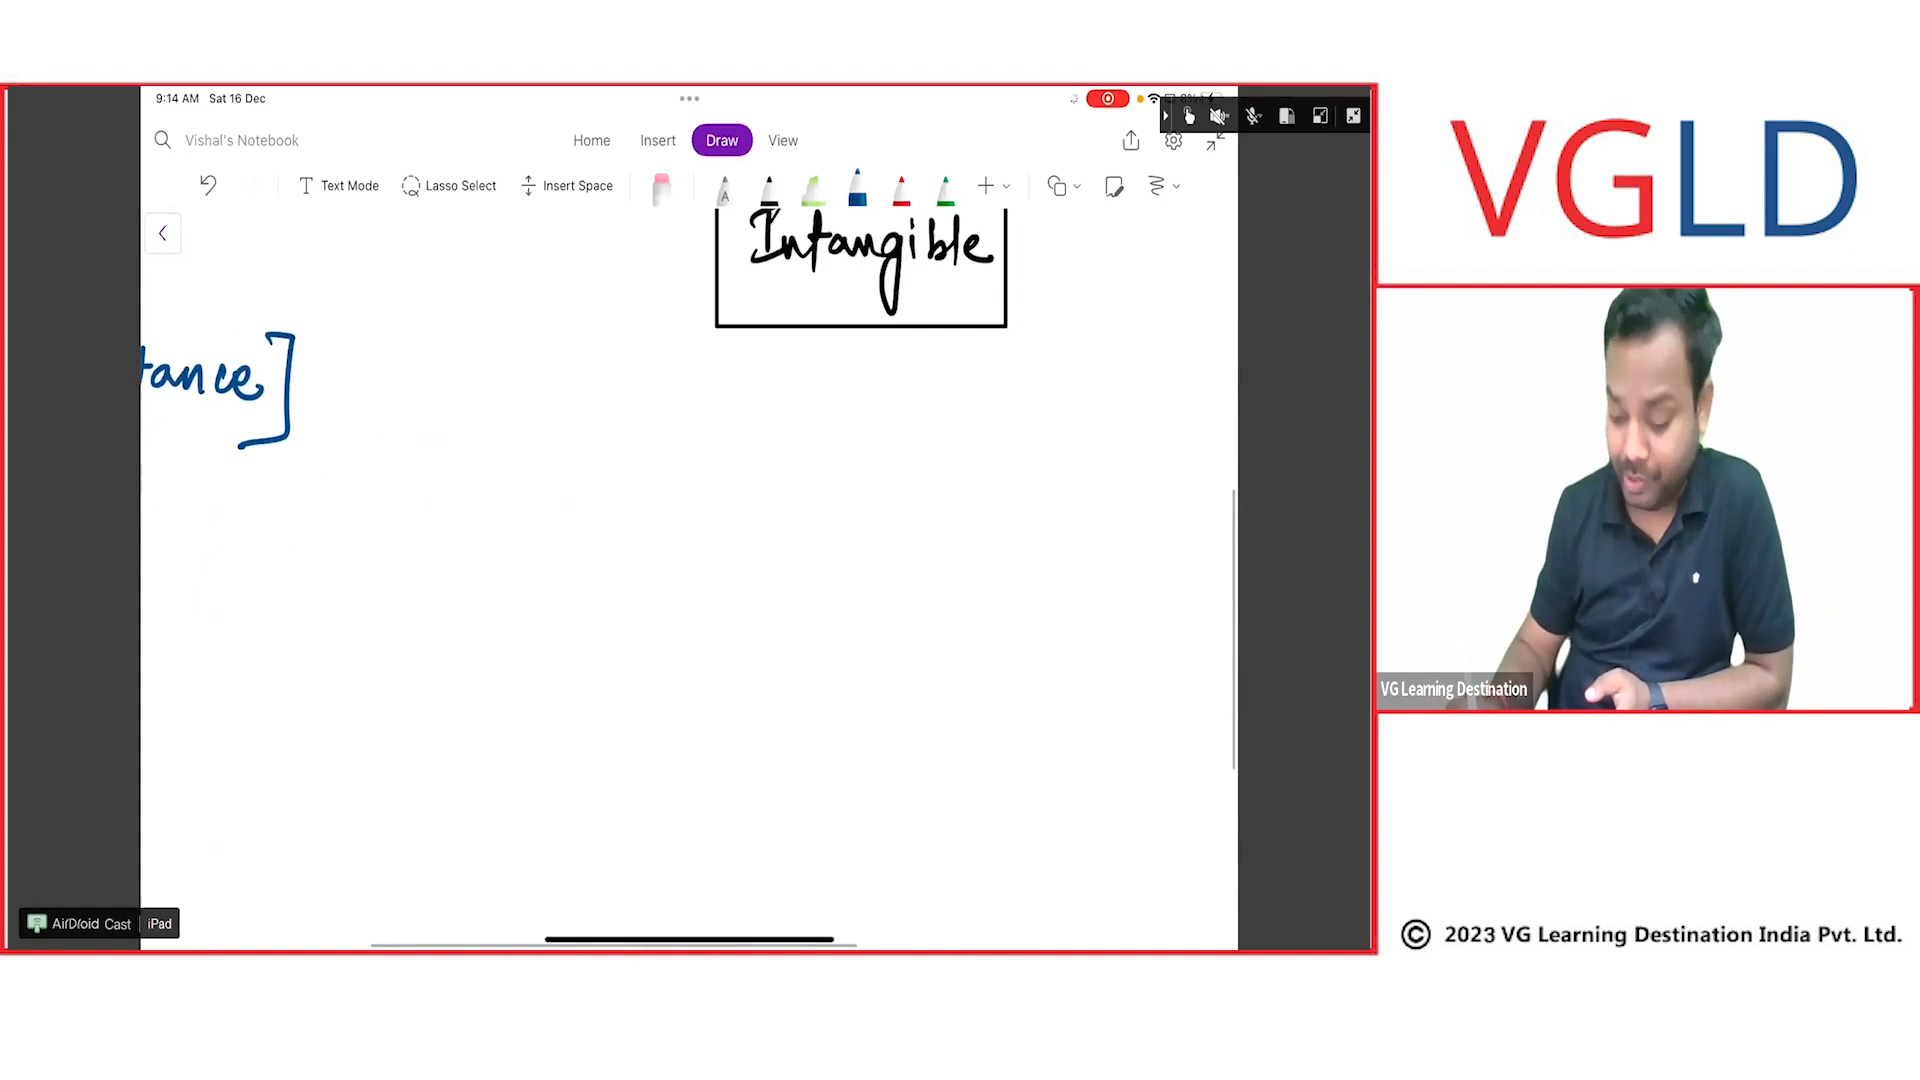 9:14 AM Sat 16 Dec
8%
Vishal's Notebook
Home Insert Draw View
Text Mode Lasso Select Insert Space
A
Intangible
tance]
VGLD
VG Learning Destination
AirDroid Cast iPad
© 2023 VG Learning Destination India Pvt. Ltd.